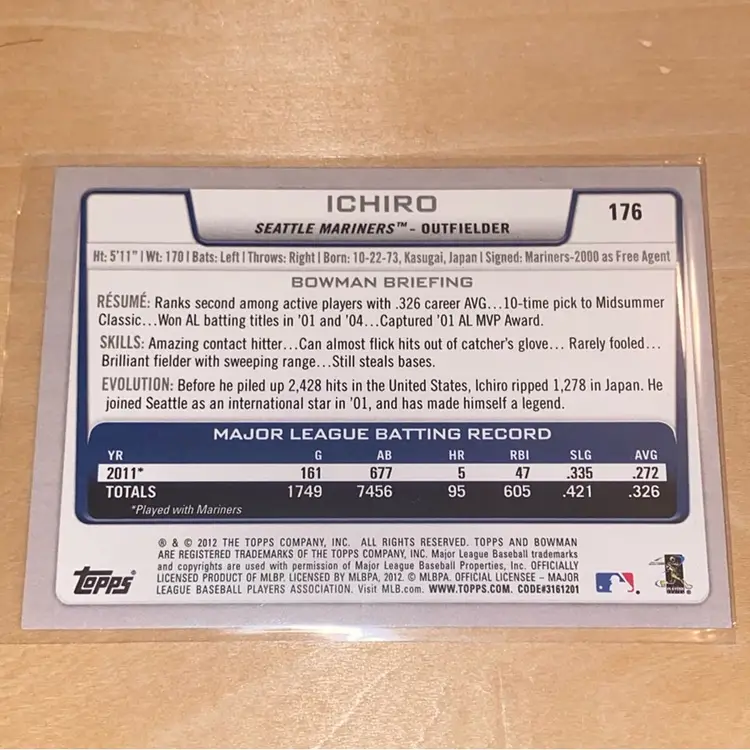 ICHIRO
SEATTLE MARINERS™ - OUTFIELDER
176
Ht: 5'11" | Wt: 170 | Bats: Left | Throws: Right | Born: 10-22-73, Kasugai, Japan | Signed: Mariners-2000 as Free Agent
BOWMAN BRIEFING
RÉSUMÉ: Ranks second among active players with .326 career AVG...10-time pick to Midsummer
Classic...Won AL batting titles in '01 and '04...Captured '01 AL MVP Award.
SKILLS: Amazing contact hitter...Can almost flick hits out of catcher's glove... Rarely fooled...
Brilliant fielder with sweeping range...Still steals bases.
EVOLUTION: Before he piled up 2,428 hits in the United States, Ichiro ripped 1,278 in Japan. He
joined Seattle as an international star in '01, and has made himself a legend.
MAJOR LEAGUE BATTING RECORD
YR G AB HR RBI SLG AVG
2011* 161 677 5 47 .335 .272
TOTALS 1749 7456 95 605 .421 .326
*Played with Mariners
® & © 2012 THE TOPPS COMPANY, INC. ALL RIGHTS RESERVED. TOPPS AND BOWMAN
ARE REGISTERED TRADEMARKS OF THE TOPPS COMPANY, INC. Major League Baseball trademarks
and copyrights are used with permission of Major League Baseball Properties, Inc. OFFICIALLY
LICENSED PRODUCT OF MLBP. LICENSED BY MLBPA, 2012. © MLBPA. OFFICIAL LICENSEE – MAJOR
LEAGUE BASEBALL PLAYERS ASSOCIATION. Visit MLB.com. WWW.TOPPS.COM. CODE#3161201
topps®